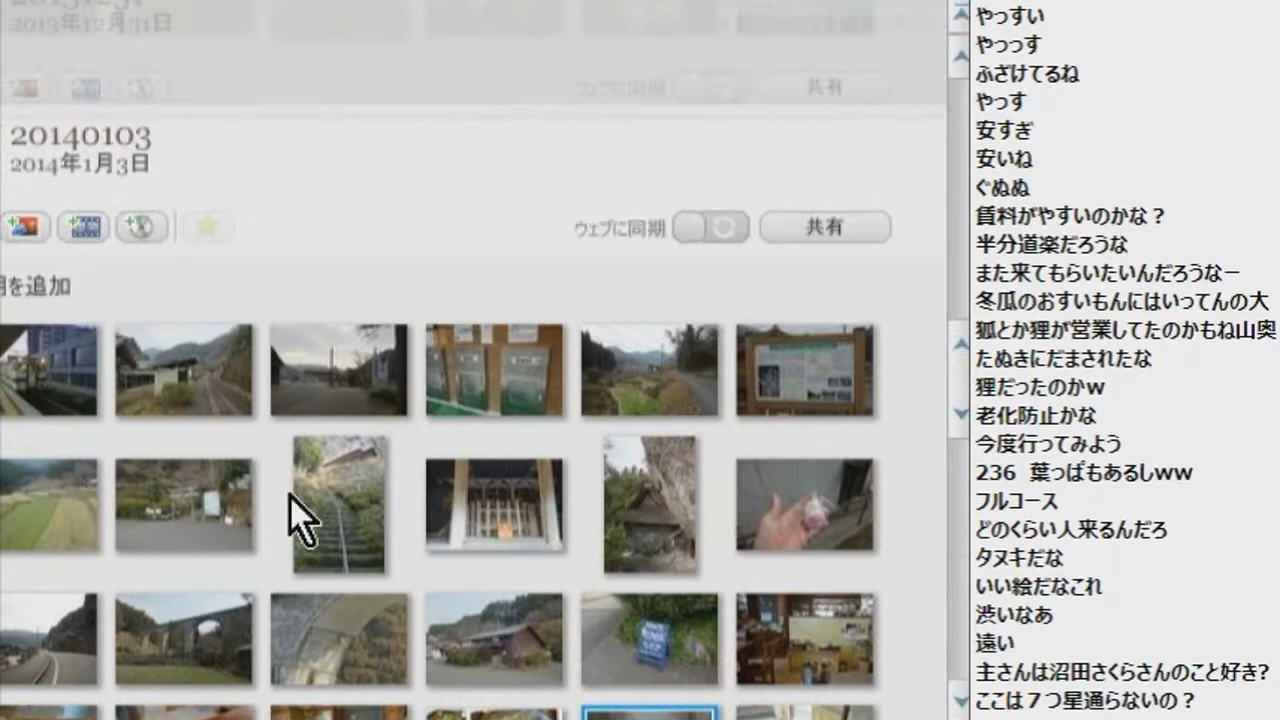 2013年12月31日
ウェブに同期
共有
20140103
2014年1月3日
ウェブに同期
共有
を追加
やっすい
やっっす
ふざけてるね
やっす
安すぎ
安いね
ぐぬぬ
賃料がやすいのかな？
半分道楽だろうな
また来てもらいたいんだろうなー
冬瓜のおすいもんにはいってんの大
狐とか狸が営業してたのかもね山奥
たぬきにだまされたな
狸だったのかｗ
老化防止かな
今度行ってみよう
236　葉っぱもあるしｗｗ
フルコース
どのくらい人来るんだろ
タヌキだな
いい絵だなこれ
渋いなあ
遠い
主さんは沼田さくらさんのこと好き?
ここは７つ星通らないの？